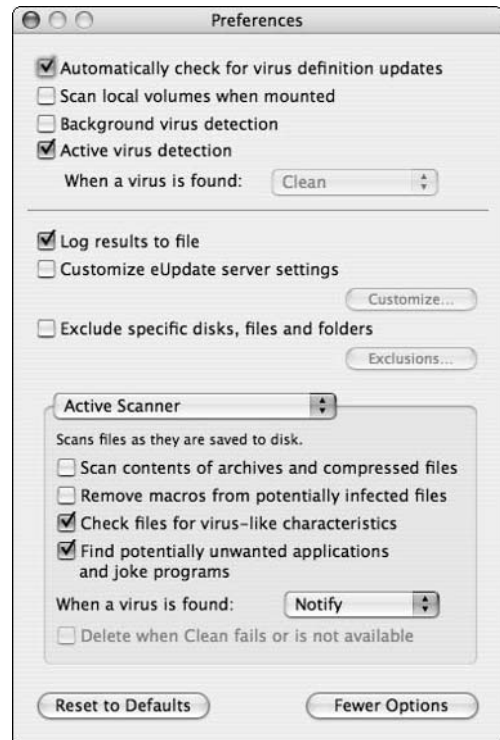 Preferences
Automatically check for virus definition updates
Scan local volumes when mounted
Background virus detection
Active virus detection
When a virus is found: Clean
Log results to file
Customize eUpdate server settings
Customize...
Exclude specific disks, files and folders
Exclusions...
Active Scanner
Scans files as they are saved to disk.
Scan contents of archives and compressed files
Remove macros from potentially infected files
Check files for virus-like characteristics
Find potentially unwanted applications
and joke programs
When a virus is found: Notify
Delete when Clean fails or is not available
Reset to Defaults Fewer Options